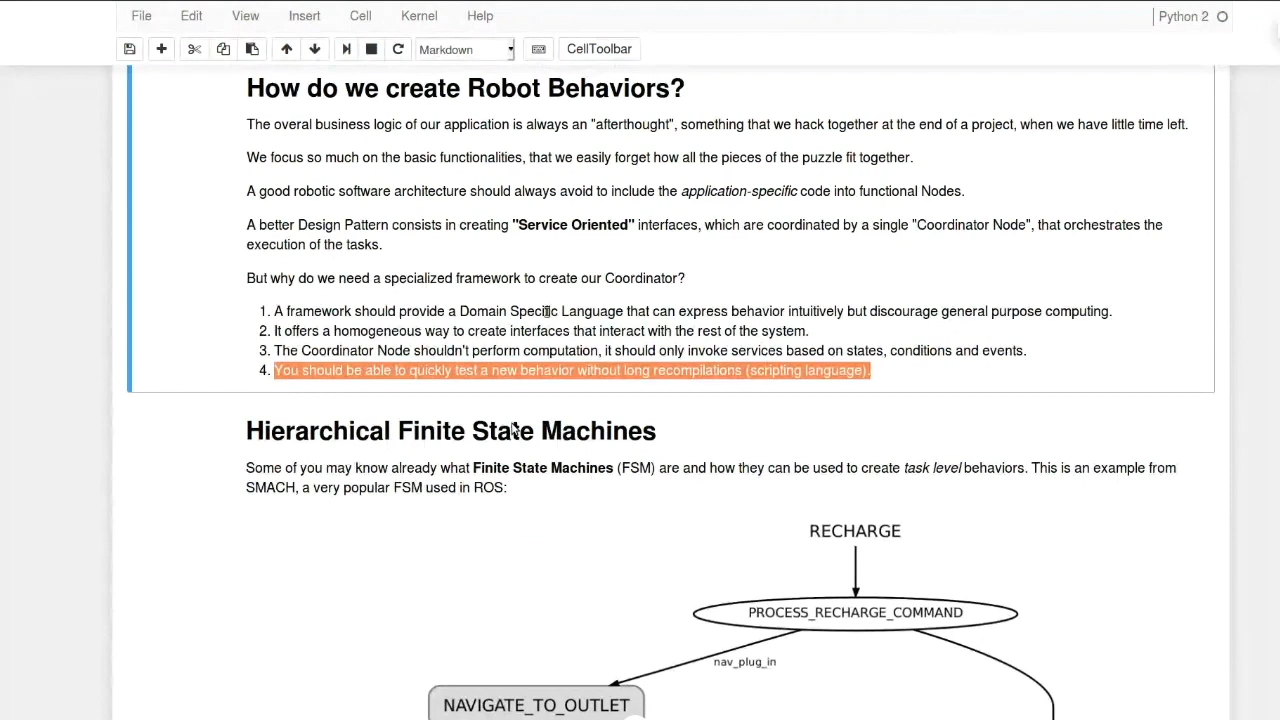 File Edit View Insert Cell Kernel Help Python 2
Markdown CellToolbar
How do we create Robot Behaviors?
The overal business logic of our application is always an "afterthought", something that we hack together at the end of a project, when we have little time left.
We focus so much on the basic functionalities, that we easily forget how all the pieces of the puzzle fit together.
A good robotic software architecture should always avoid to include the application-specific code into functional Nodes.
A better Design Pattern consists in creating "Service Oriented" interfaces, which are coordinated by a single "Coordinator Node", that orchestrates the
execution of the tasks.
But why do we need a specialized framework to create our Coordinator?
1. A framework should provide a Domain Specific Language that can express behavior intuitively but discourage general purpose computing.
2. It offers a homogeneous way to create interfaces that interact with the rest of the system.
3. The Coordinator Node shouldn't perform computation, it should only invoke services based on states, conditions and events.
4. You should be able to quickly test a new behavior without long recompilations (scripting language).
Hierarchical Finite State Machines
Some of you may know already what Finite State Machines (FSM) are and how they can be used to create task level behaviors. This is an example from
SMACH, a very popular FSM used in ROS:
RECHARGE
PROCESS_RECHARGE_COMMAND
nav_plug_in
NAVIGATE_TO_OUTLET